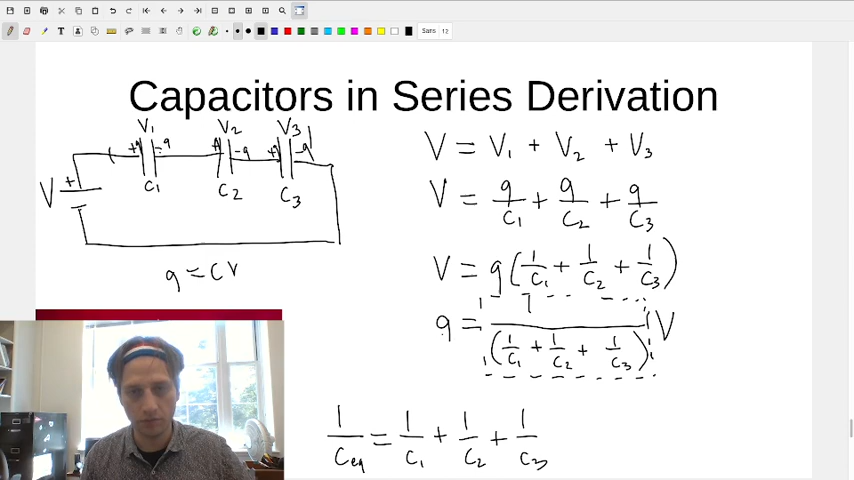 Sans 12
Capacitors in Series Derivation
V₁ V₂ V₃
+q -q +q -q +q -q
V + C₁ C₂ C₃
q = CV
V = V₁ + V₂ + V₃
V = q/C₁ + q/C₂ + q/C₃
V = q(1/C₁ + 1/C₂ + 1/C₃)
q = 1/(1/C₁ + 1/C₂ + 1/C₃) V
1/Ceq = 1/C₁ + 1/C₂ + 1/C₃